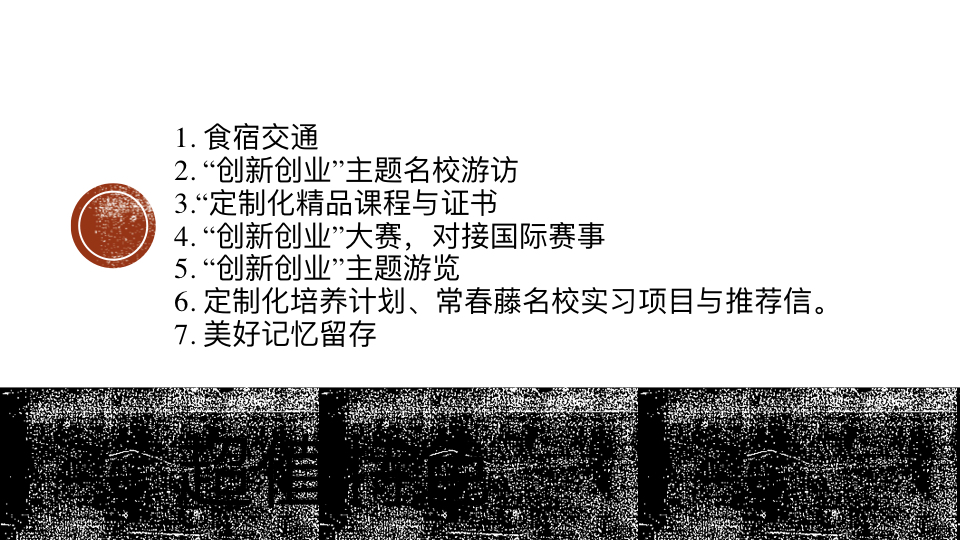 1. 食宿交通
2. “创新创业”主题名校游访
3.“定制化精品课程与证书
4. “创新创业”大赛，对接国际赛事
5. “创新创业”主题游览
6. 定制化培养计划、常春藤名校实习项目与推荐信。
7. 美好记忆留存
超值